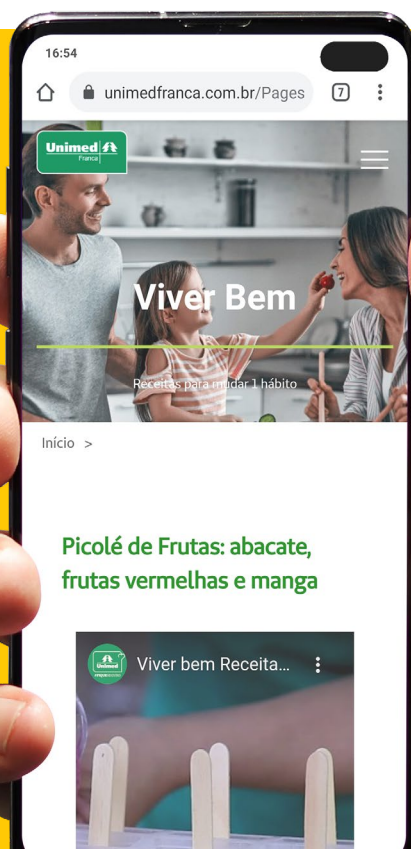 16:54
unimedfranca.com.br/Pages
7
Unimed
Franca
Viver Bem
Receitas para mudar 1 hábito
Início >
Picolé de Frutas: abacate,
frutas vermelhas e manga
Unimed
Viver bem Receita...